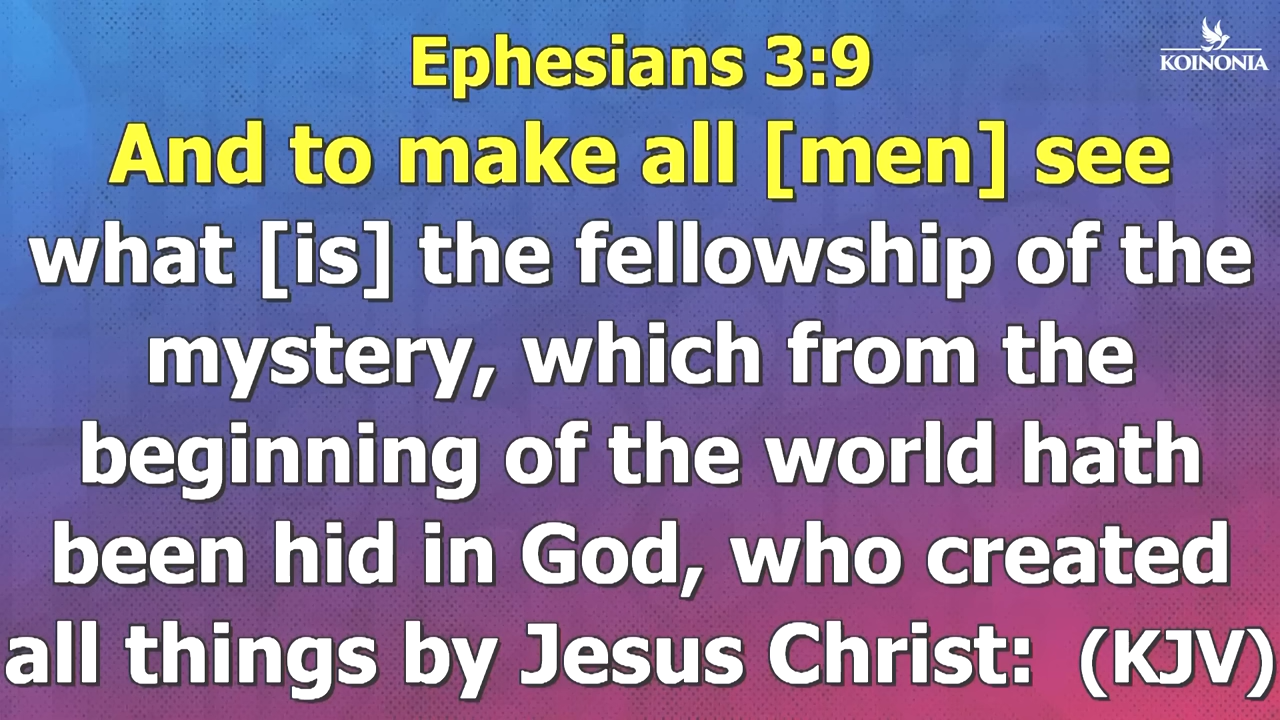 Ephesians 3:9
KOINONIA
And to make all [men] see
what [is] the fellowship of the
mystery, which from the
beginning of the world hath
been hid in God, who created
all things by Jesus Christ: (KJV)